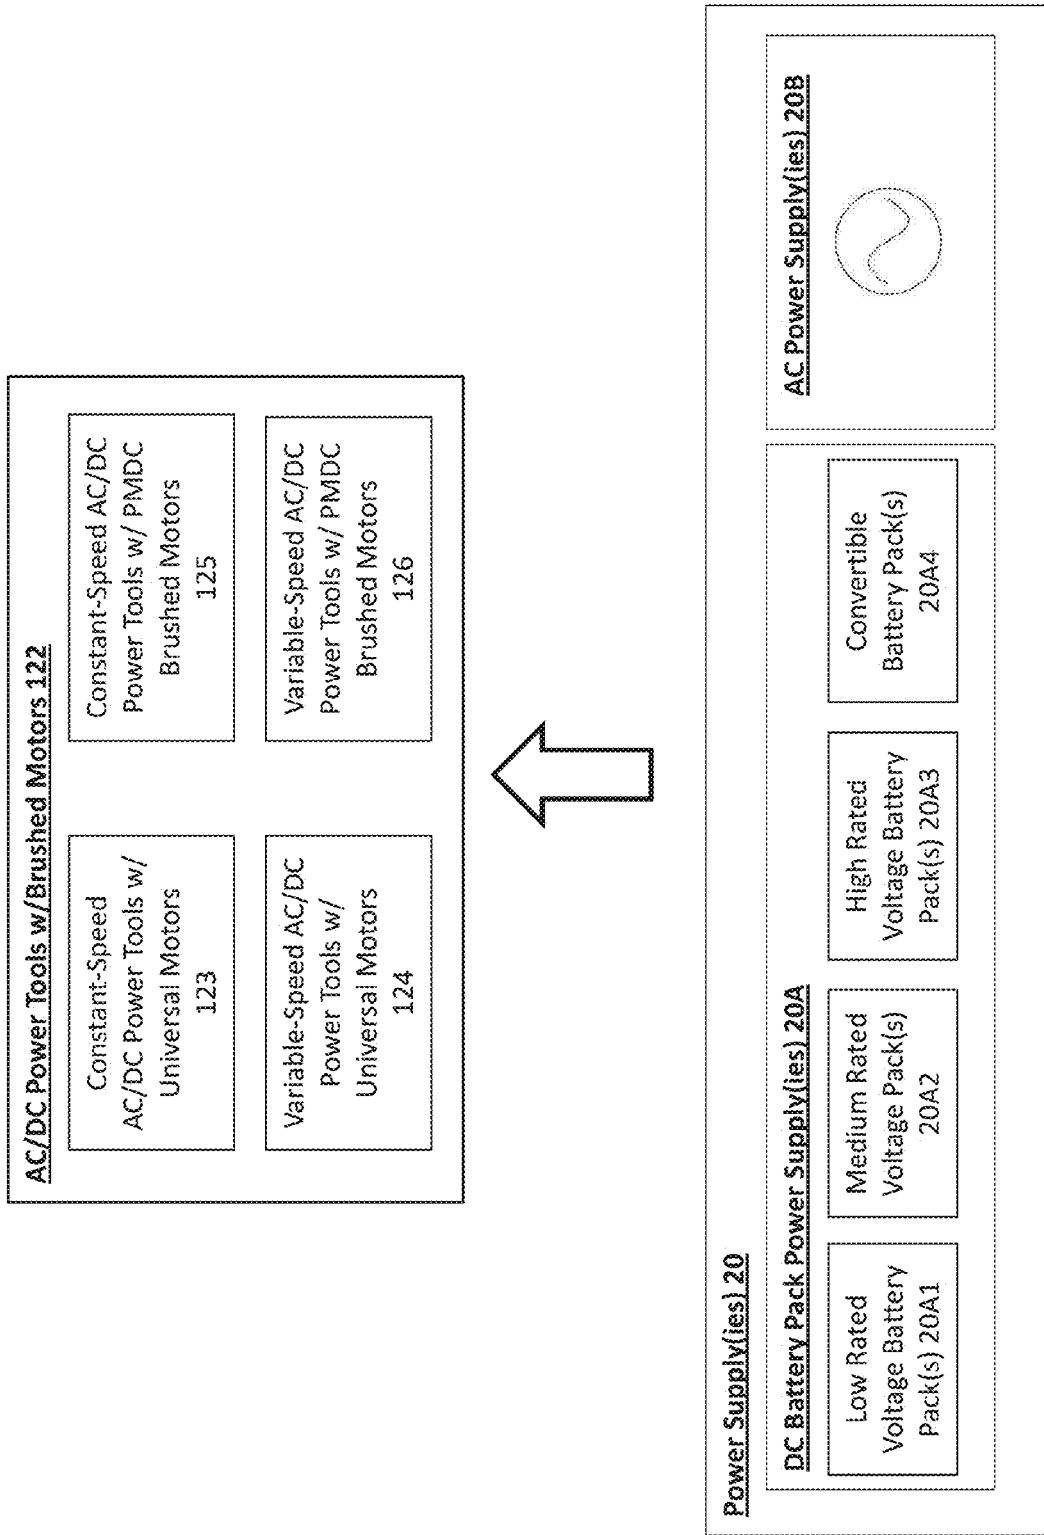 AC/DC Power Tools w/Brushed Motors 122
Constant-Speed
AC/DC Power Tools w/
Universal Motors
123
Constant-Speed AC/DC
Power Tools w/ PMDC
Brushed Motors
125
Variable-Speed AC/DC
Power Tools w/
Universal Motors
124
Variable-Speed AC/DC
Power Tools w/ PMDC
Brushed Motors
126
Power Supply(ies) 20
DC Battery Pack Power Supply(ies) 20A
Low Rated
Voltage Battery
Pack(s) 20A1
Medium Rated
Voltage Pack(s)
20A2
High Rated
Voltage Battery
Pack(s) 20A3
Convertible
Battery Pack(s)
20A4
AC Power Supply(ies) 20B